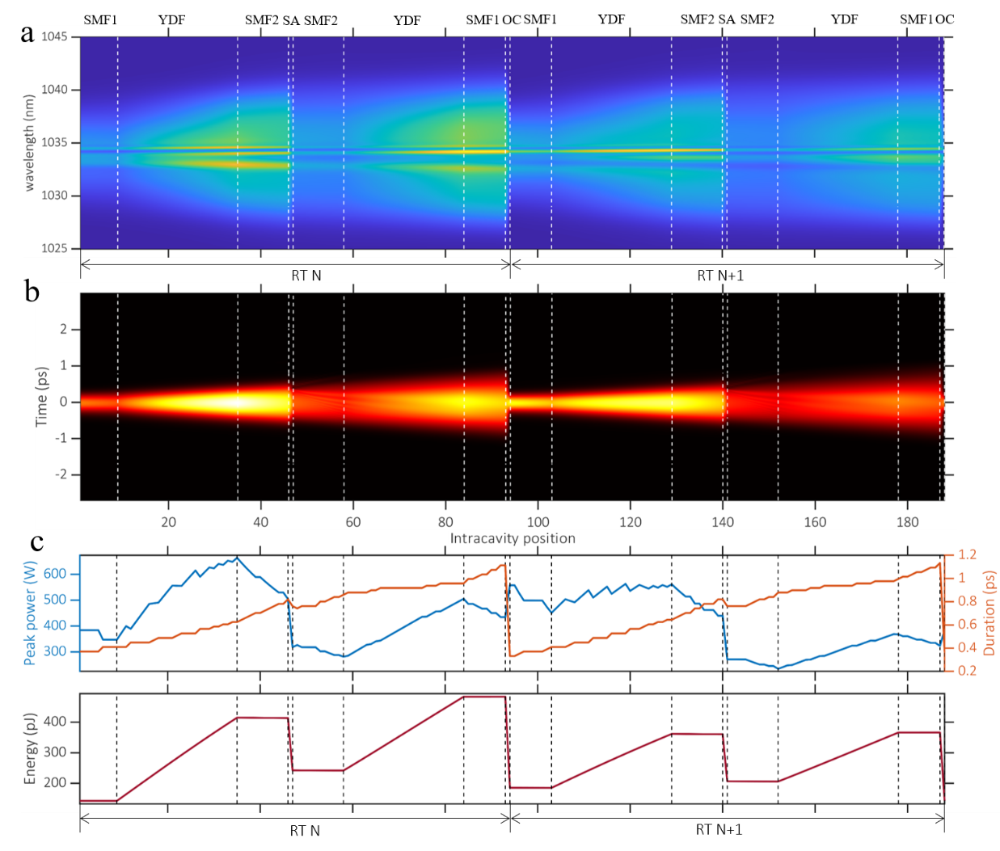 SMF1 YDF SMF2 SA SMF2 YDF SMF1 OC SMF1 YDF SMF2 SA SMF2 YDF SMF1 OC
a
1045
1040
1035
1030
1025
wavelength (nm)
RT N RT N+1
b
2
1
0
-1
-2
Time (ps)
20 40 60 80 100 120 140 160 180
Intracavity position
c
600
500
400
300
Peak power (W)
1.2
1
0.8
0.6
0.4
0.2
Duration (ps)
400
300
200
Energy (pJ)
RT N RT N+1